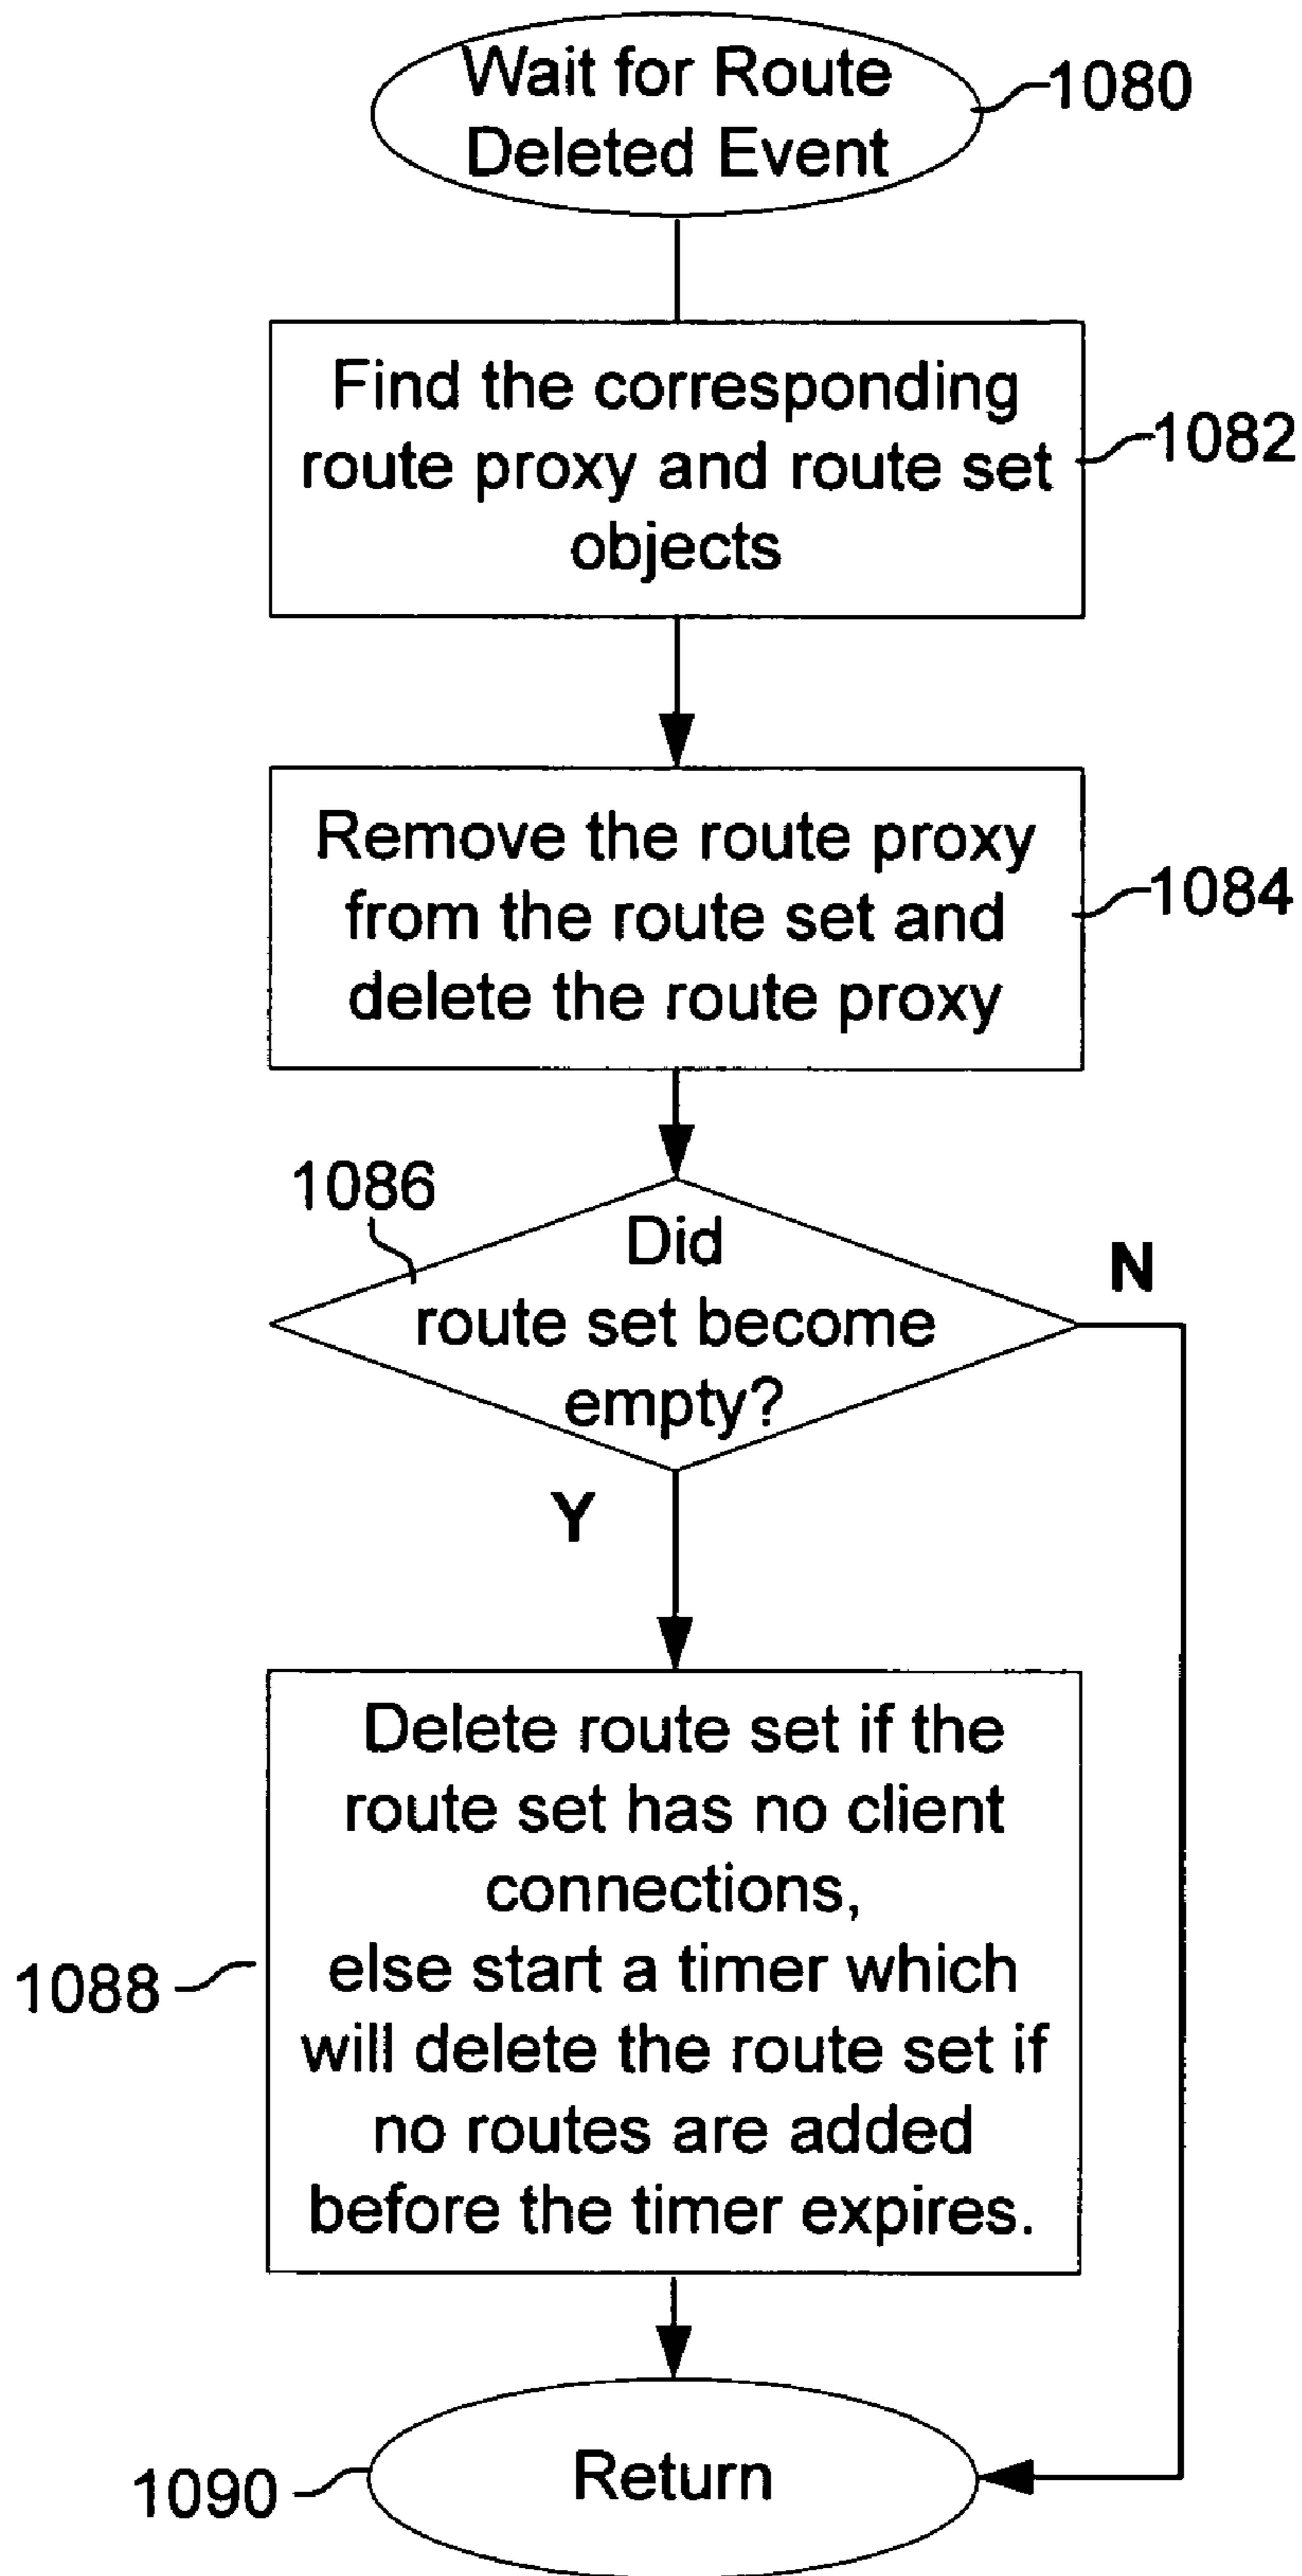 Wait for Route
Deleted Event
1080
Find the corresponding
route proxy and route set
objects
1082
Remove the route proxy
from the route set and
delete the route proxy
1084
1086
Did
route set become
empty?
N
Y
Delete route set if the
route set has no client
connections,
else start a timer which
will delete the route set if
no routes are added
before the timer expires.
1088
Return
1090